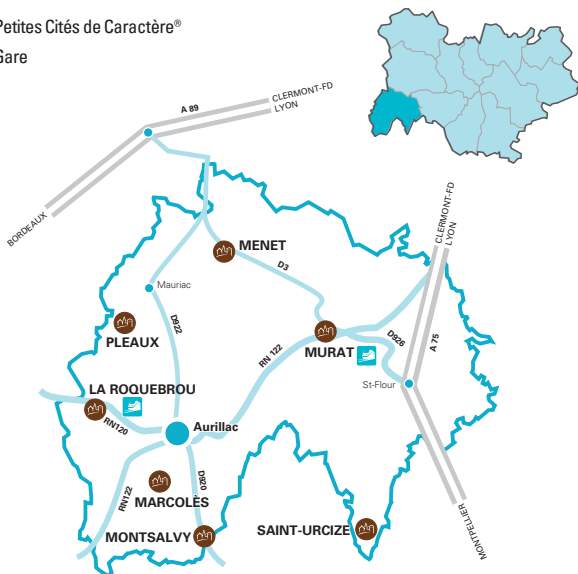 Petites Cités de Caractère®
Gare
A 89
CLERMONT-FD
LYON
BORDEAUX
CLERMONT-FD
LYON
MENET
D3
Mauriac
D922
PLEAUX
MURAT
RN 122
D926
A 75
St-Flour
LA ROQUEBROU
RN120
Aurillac
RN122
D920
MARCOLÈS
MONTSALVY
SAINT-URCIZE
MONTPELLIER